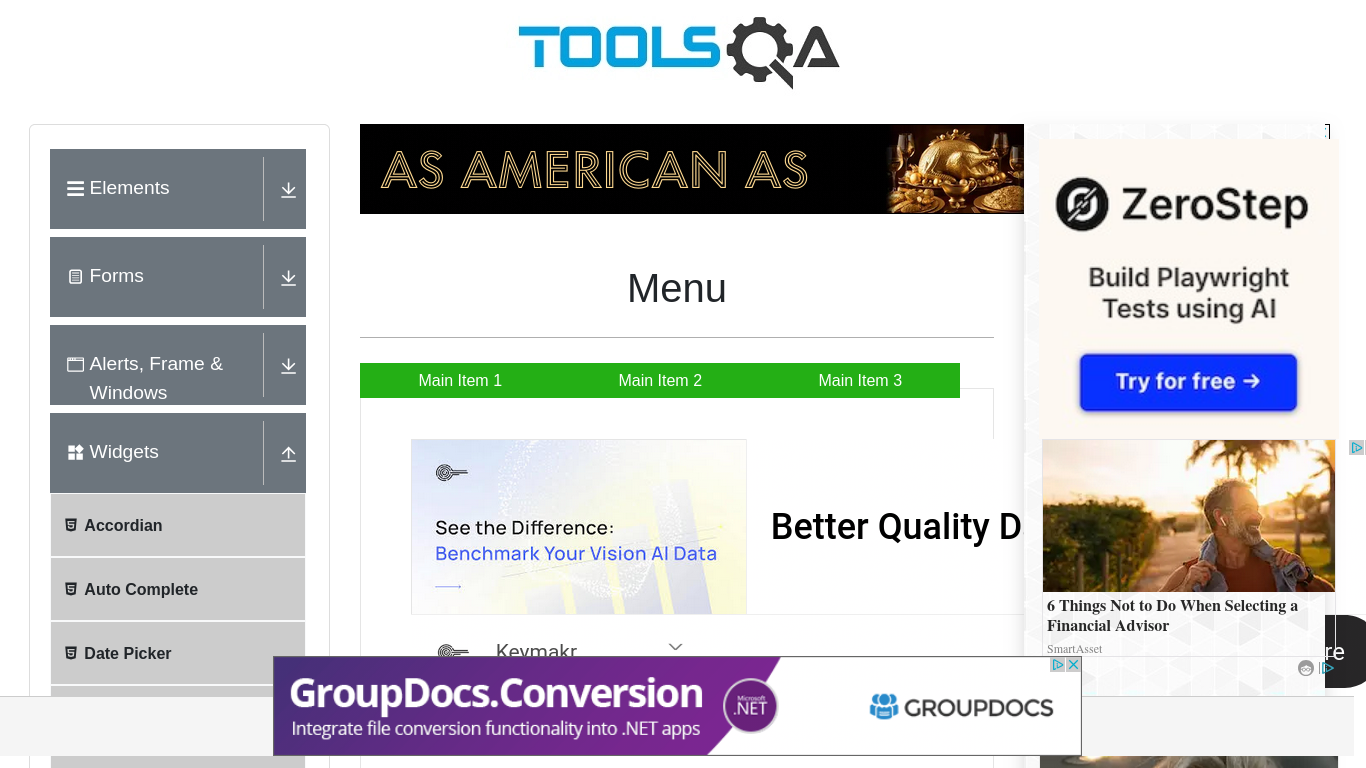 TOOLSQA
Elements
Forms
Alerts, Frame &
Windows
Widgets
Accordian
Auto Complete
Date Picker
AS AMERICAN AS
Menu
Main Item 1
Main Item 2
Main Item 3
See the Difference:
Benchmark Your Vision AI Data
Better Quality D
Keymakr
ZeroStep
Build Playwright
Tests using AI
Try for free →
6 Things Not to Do When Selecting a
Financial Advisor
SmartAsset
re
GroupDocs.Conversion
Integrate file conversion functionality into .NET apps
Microsoft
.NET
GROUPDOCS